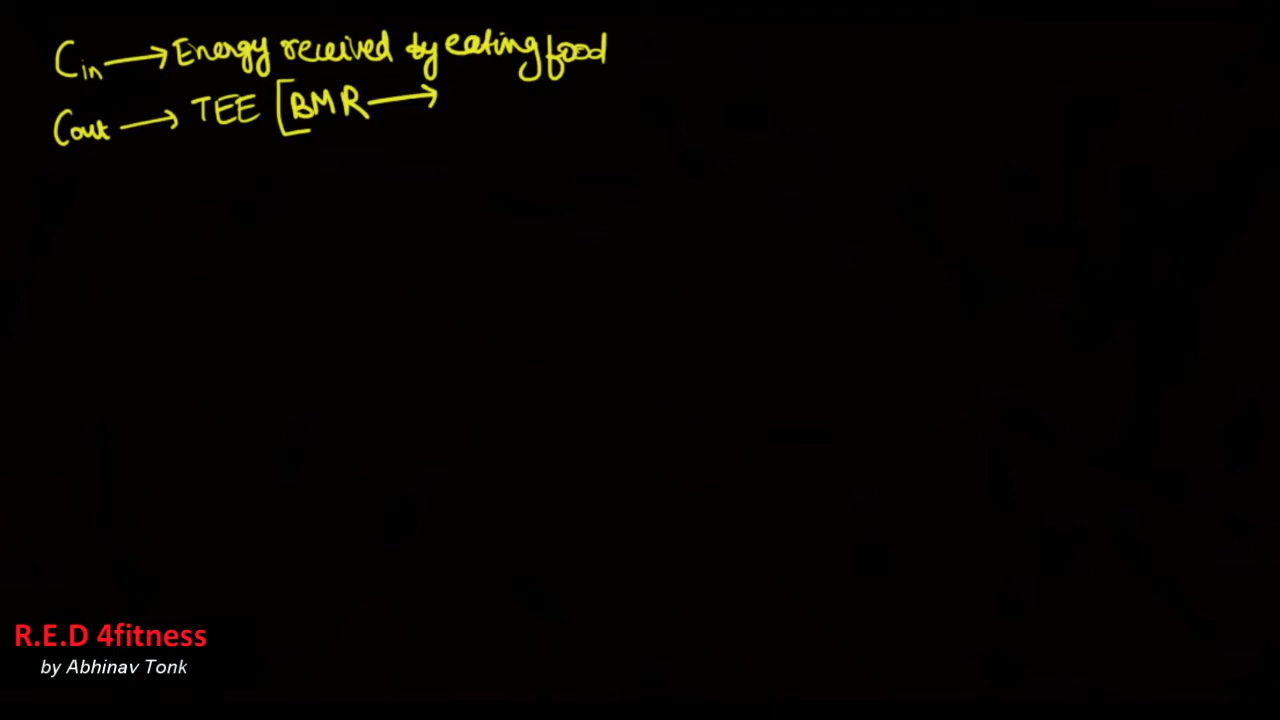 Cin → Energy received by eating food
Cout → TEE [BMR →
R.E.D 4fitness
by Abhinav Tonk